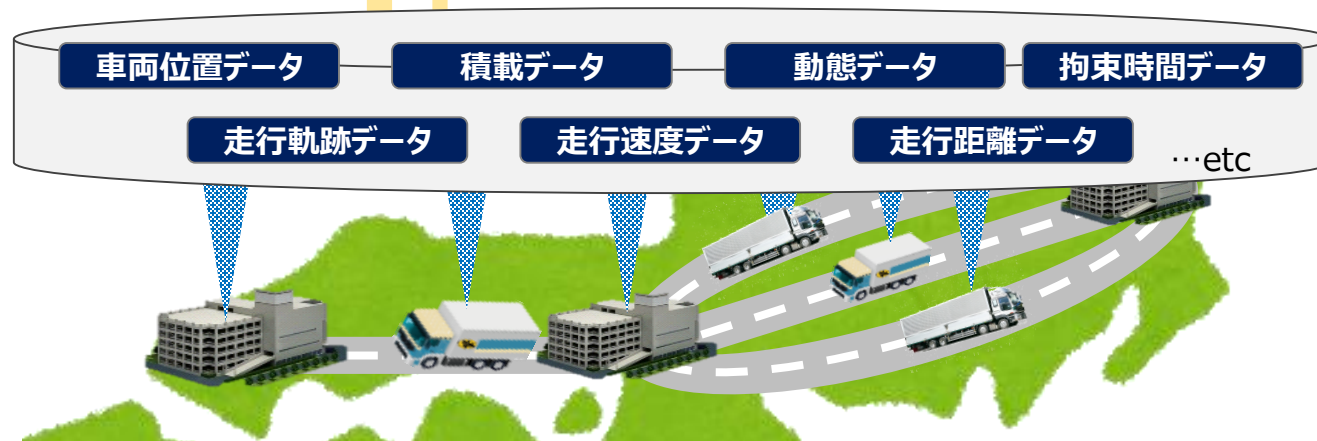 車両位置データ
積載データ
動態データ
拘束時間データ
走行軌跡データ
走行速度データ
走行距離データ
…etc